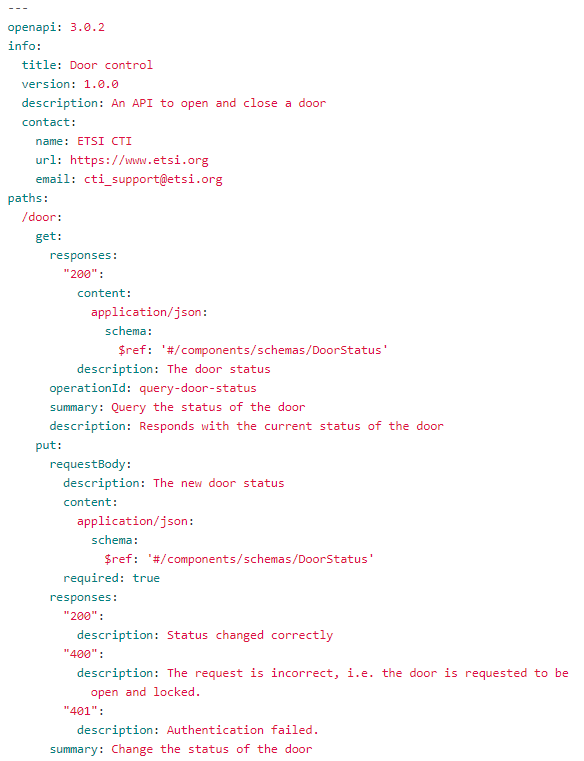 ---
openapi: 3.0.2
info:
  title: Door control
  version: 1.0.0
  description: An API to open and close a door
  contact:
    name: ETSI CTI
    url: https://www.etsi.org
    email: cti_support@etsi.org
paths:
  /door:
    get:
      responses:
        "200":
          content:
            application/json:
              schema:
                $ref: '#/components/schemas/DoorStatus'
          description: The door status
      operationId: query-door-status
      summary: Query the status of the door
      description: Responds with the current status of the door
    put:
      requestBody:
        description: The new door status
        content:
          application/json:
            schema:
              $ref: '#/components/schemas/DoorStatus'
        required: true
      responses:
        "200":
          description: Status changed correctly
        "400":
          description: The request is incorrect, i.e. the door is requested to be
            open and locked.
        "401":
          description: Authentication failed.
      summary: Change the status of the door